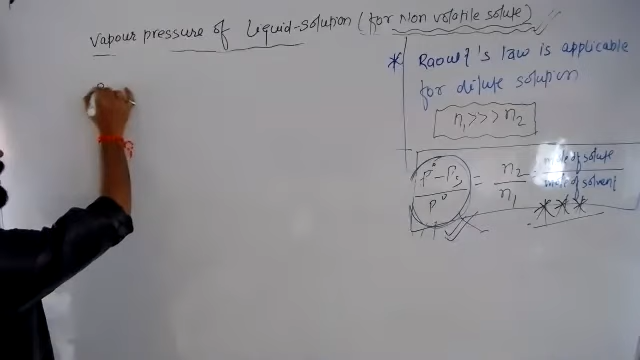 Vapour pressure of Liquid-solution (for Non volatile solute)
* Raoult's law is applicable
for dilute solution
n₁ >>> n₂
P° - Pₛ / P° = n₂ / n₁ = mole of solute / mole of solvent
***